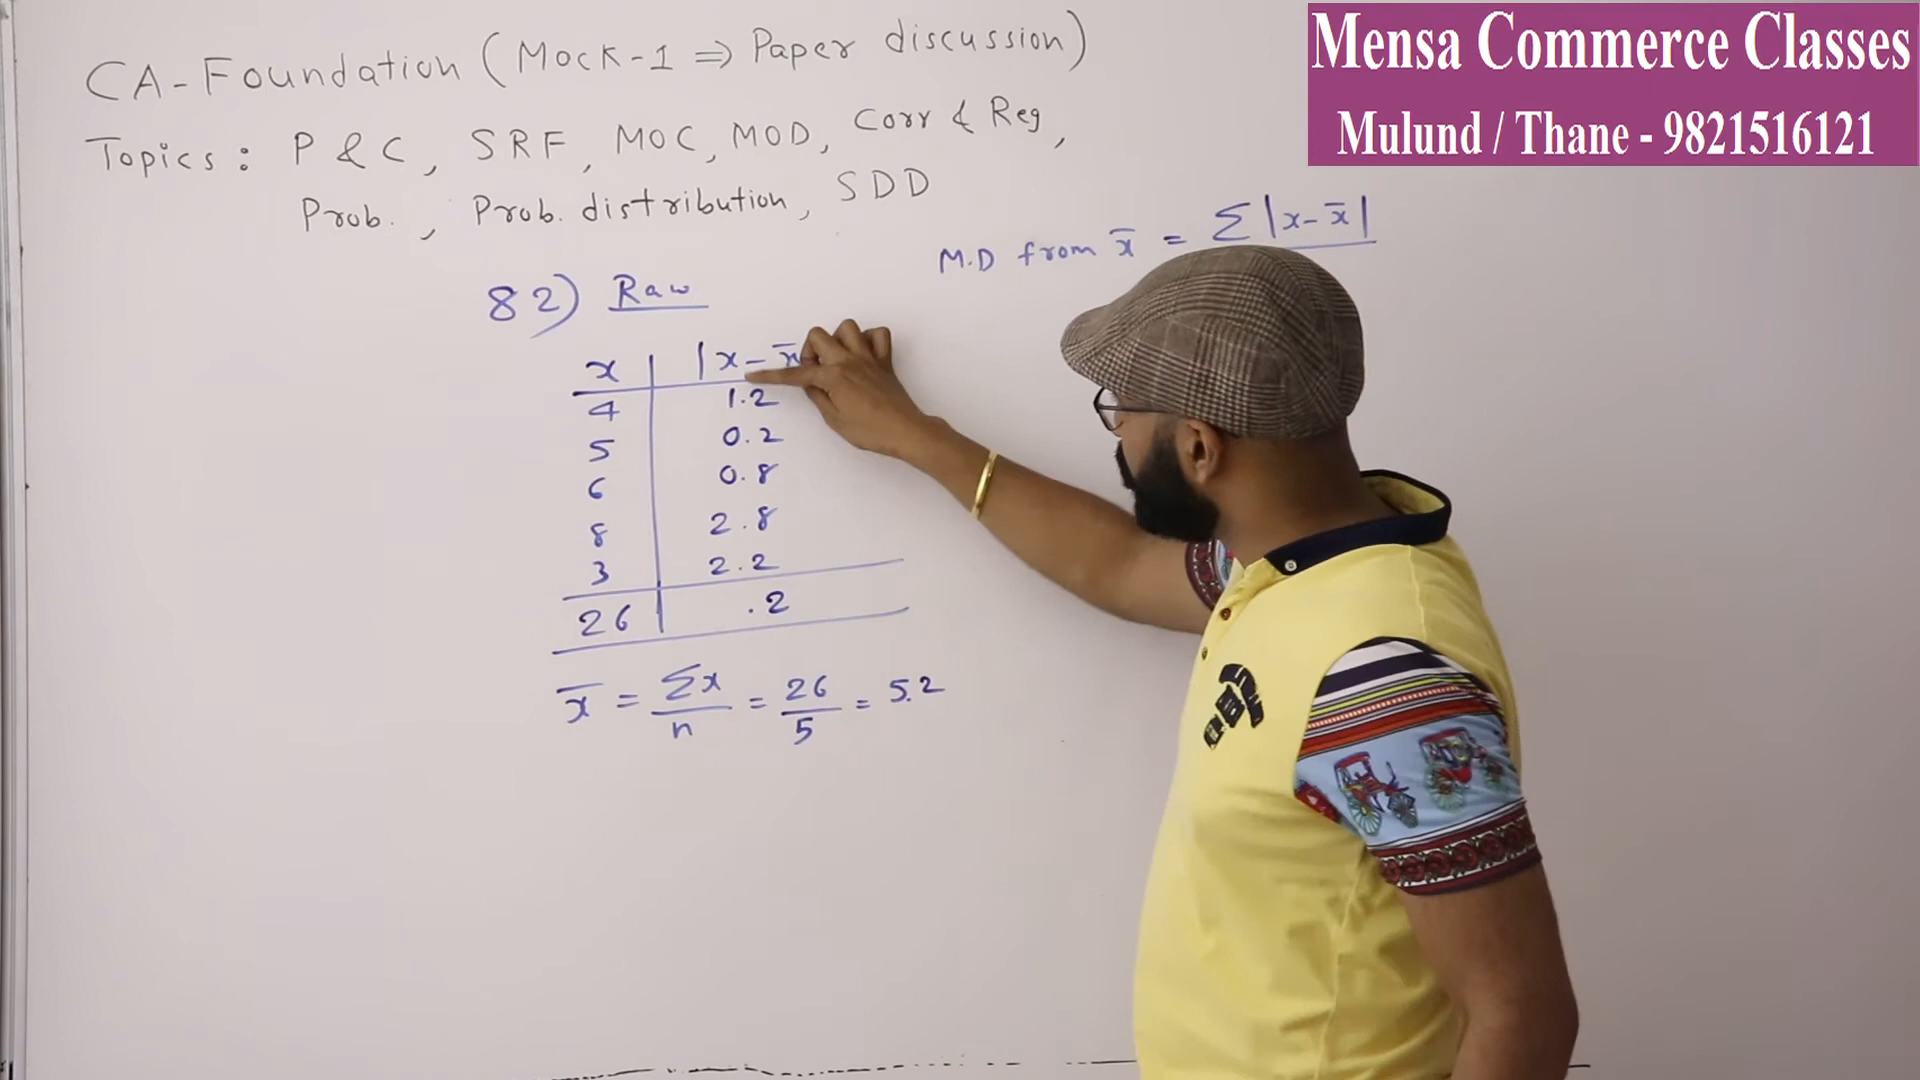 CA-Foundation (Mock-1 ⇒ Paper discussion)
Topics : P & C, SRF, MOC, MOD, Corr & Reg,
Prob., Prob. distribution, SDD
Mensa Commerce Classes
Mulund / Thane - 9821516121
M.D from x̄ = Σ|x-x̄|
82) Raw
x | |x-x̄
4 | 1.2
5 | 0.2
6 | 0.8
8 | 2.8
3 | 2.2
26 | .2
x̄ = Σx/n = 26/5 = 5.2